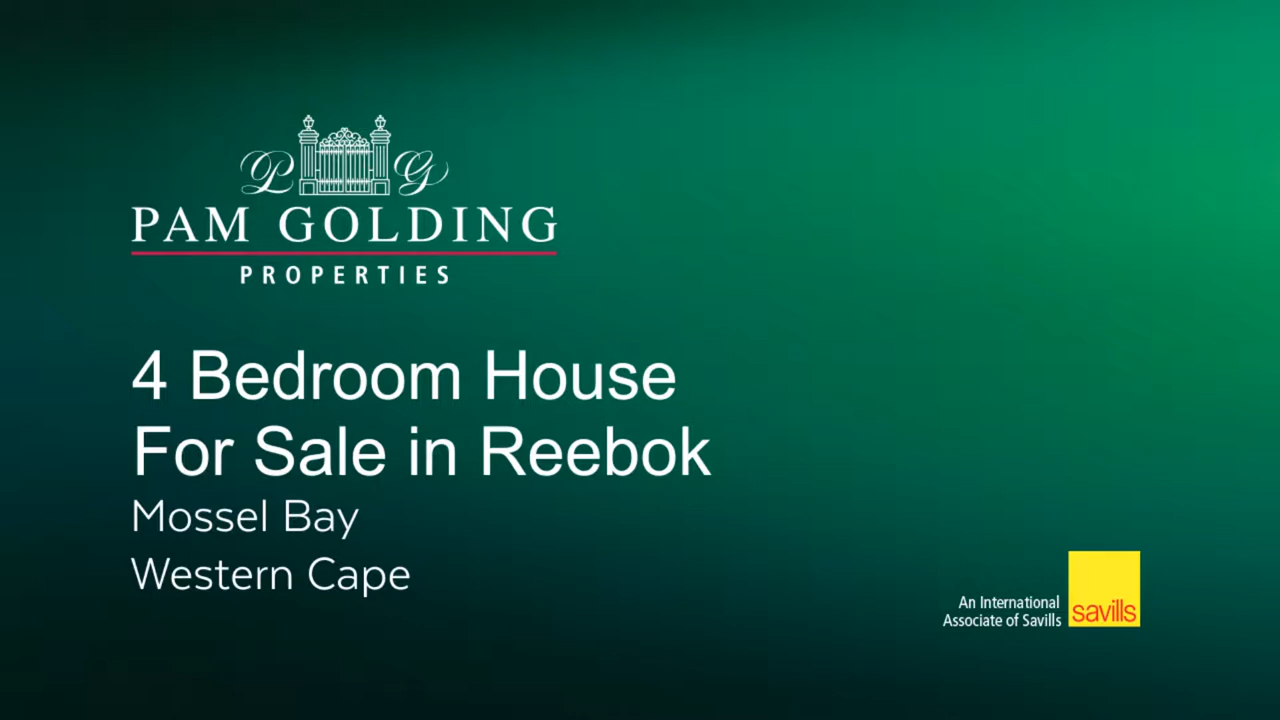 P G
PAM GOLDING
PROPERTIES
4 Bedroom House
For Sale in Reebok
Mossel Bay
Western Cape
An International
Associate of Savills
savills